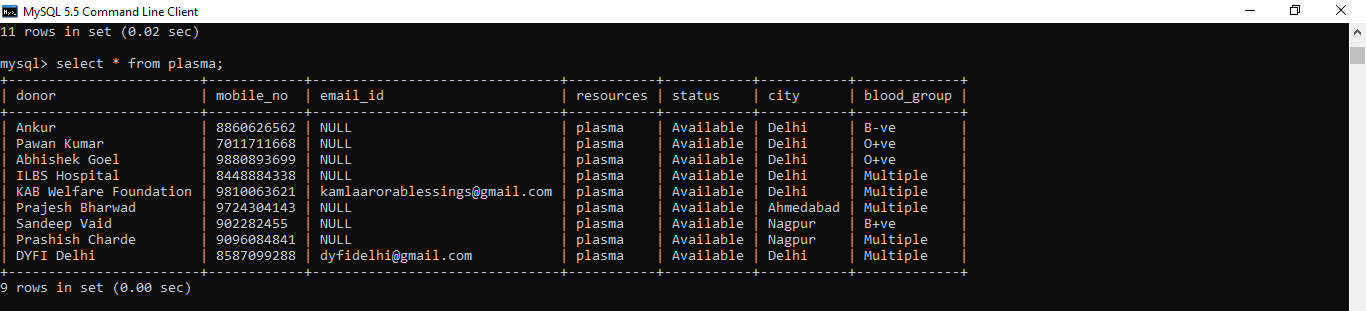 MySQL 5.5 Command Line Client
11 rows in set (0.02 sec)
mysql> select * from plasma;
+------------------------+------------+-------------------------------+-----------+-----------+-----------+-------------+
| donor                  | mobile_no  | email_id                      | resources | status    | city      | blood_group |
+------------------------+------------+-------------------------------+-----------+-----------+-----------+-------------+
| Ankur                  | 8860626562 | NULL                          | plasma    | Available | Delhi     | B-ve        |
| Pawan Kumar            | 7011711668 | NULL                          | plasma    | Available | Delhi     | O+ve        |
| Abhishek Goel          | 9880893699 | NULL                          | plasma    | Available | Delhi     | O+ve        |
| ILBS Hospital          | 8448884338 | NULL                          | plasma    | Available | Delhi     | Multiple    |
| KAB Welfare Foundation | 9810063621 | kamlaarorablessings@gmail.com | plasma    | Available | Delhi     | Multiple    |
| Prajesh Bharwad        | 9724304143 | NULL                          | plasma    | Available | Ahmedabad | Multiple    |
| Sandeep Vaid           | 902282455  | NULL                          | plasma    | Available | Nagpur    | B+ve        |
| Prashish Charde        | 9096084841 | NULL                          | plasma    | Available | Nagpur    | Multiple    |
| DYFI Delhi             | 8587099288 | dyfidelhi@gmail.com           | plasma    | Available | Delhi     | Multiple    |
+------------------------+------------+-------------------------------+-----------+-----------+-----------+-------------+
9 rows in set (0.00 sec)